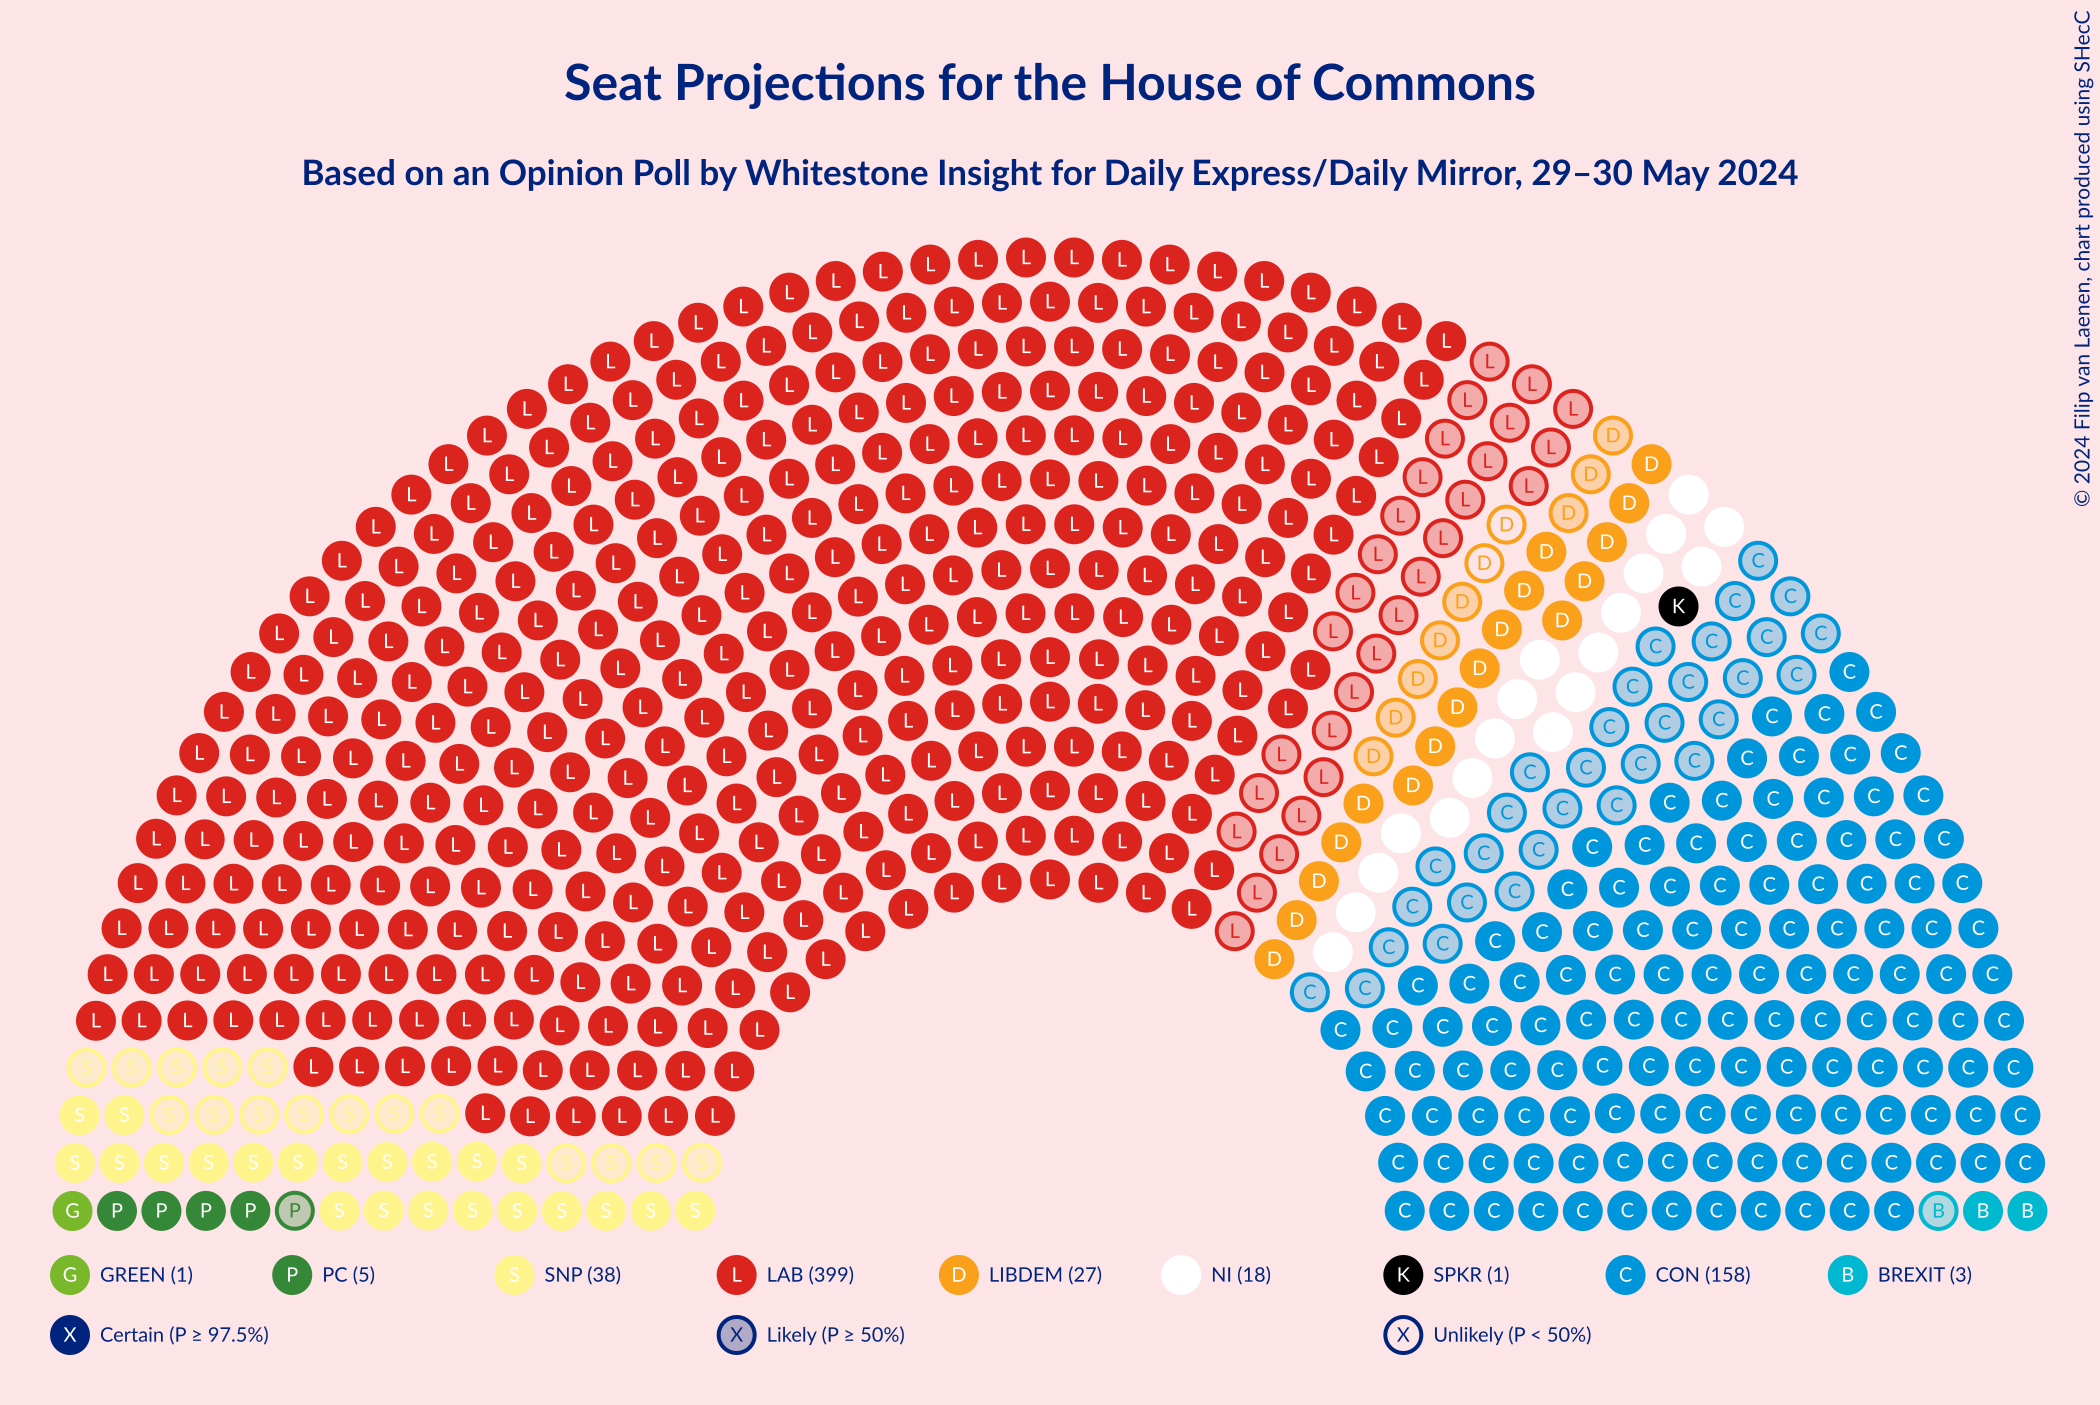 Seat Projections for the House of Commons
Based on an Opinion Poll by Whitestone Insight for Daily Express/Daily Mirror, 29–30 May 2024
© 2024 Filip van Laenen, chart produced using SHecC
G GREEN (1)
P PC (5)
S SNP (38)
L LAB (399)
D LIBDEM (27)
NI (18)
K SPKR (1)
C CON (158)
B BREXIT (3)
X Certain (P ≥ 97.5%)
X Likely (P ≥ 50%)
X Unlikely (P < 50%)